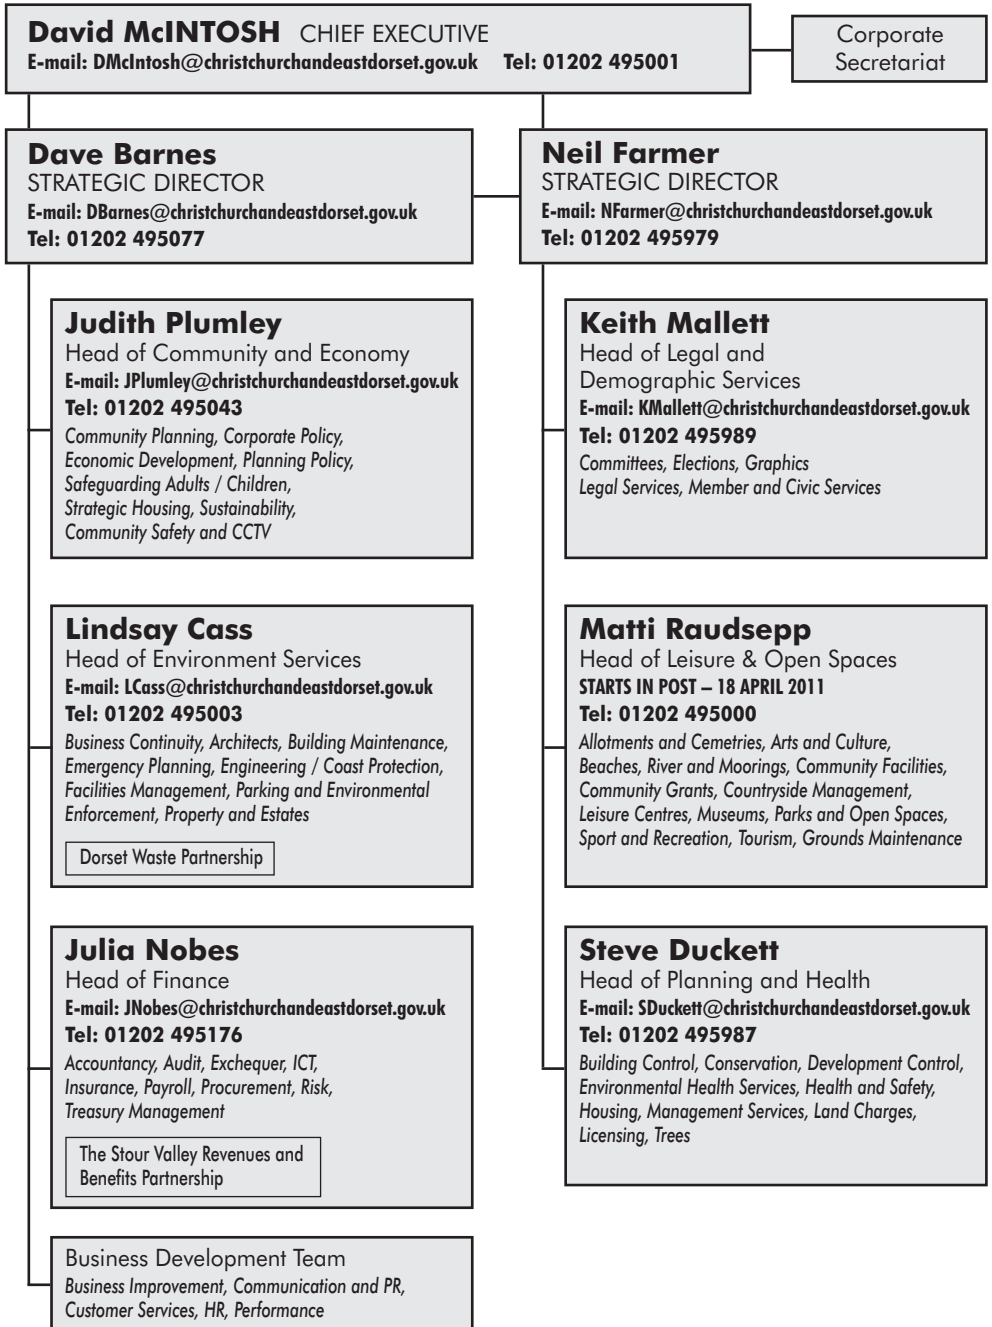 David McINTOSH CHIEF EXECUTIVE
E-mail: DMcIntosh@christchurchandeastdorset.gov.uk Tel: 01202 495001
Corporate
Secretariat
Dave Barnes
STRATEGIC DIRECTOR
E-mail: DBarnes@christchurchandeastdorset.gov.uk
Tel: 01202 495077
Neil Farmer
STRATEGIC DIRECTOR
E-mail: NFarmer@christchurchandeastdorset.gov.uk
Tel: 01202 495979
Judith Plumley
Head of Community and Economy
E-mail: JPlumley@christchurchandeastdorset.gov.uk
Tel: 01202 495043
Community Planning, Corporate Policy,
Economic Development, Planning Policy,
Safeguarding Adults / Children,
Strategic Housing, Sustainability,
Community Safety and CCTV
Keith Mallett
Head of Legal and
Demographic Services
E-mail: KMallett@christchurchandeastdorset.gov.uk
Tel: 01202 495989
Committees, Elections, Graphics
Legal Services, Member and Civic Services
Lindsay Cass
Head of Environment Services
E-mail: LCass@christchurchandeastdorset.gov.uk
Tel: 01202 495003
Business Continuity, Architects, Building Maintenance,
Emergency Planning, Engineering / Coast Protection,
Facilities Management, Parking and Environmental
Enforcement, Property and Estates
Dorset Waste Partnership
Matti Raudsepp
Head of Leisure & Open Spaces
STARTS IN POST – 18 APRIL 2011
Tel: 01202 495000
Allotments and Cemetries, Arts and Culture,
Beaches, River and Moorings, Community Facilities,
Community Grants, Countryside Management,
Leisure Centres, Museums, Parks and Open Spaces,
Sport and Recreation, Tourism, Grounds Maintenance
Julia Nobes
Head of Finance
E-mail: JNobes@christchurchandeastdorset.gov.uk
Tel: 01202 495176
Accountancy, Audit, Exchequer, ICT,
Insurance, Payroll, Procurement, Risk,
Treasury Management
The Stour Valley Revenues and
Benefits Partnership
Steve Duckett
Head of Planning and Health
E-mail: SDuckett@christchurchandeastdorset.gov.uk
Tel: 01202 495987
Building Control, Conservation, Development Control,
Environmental Health Services, Health and Safety,
Housing, Management Services, Land Charges,
Licensing, Trees
Business Development Team
Business Improvement, Communication and PR,
Customer Services, HR, Performance